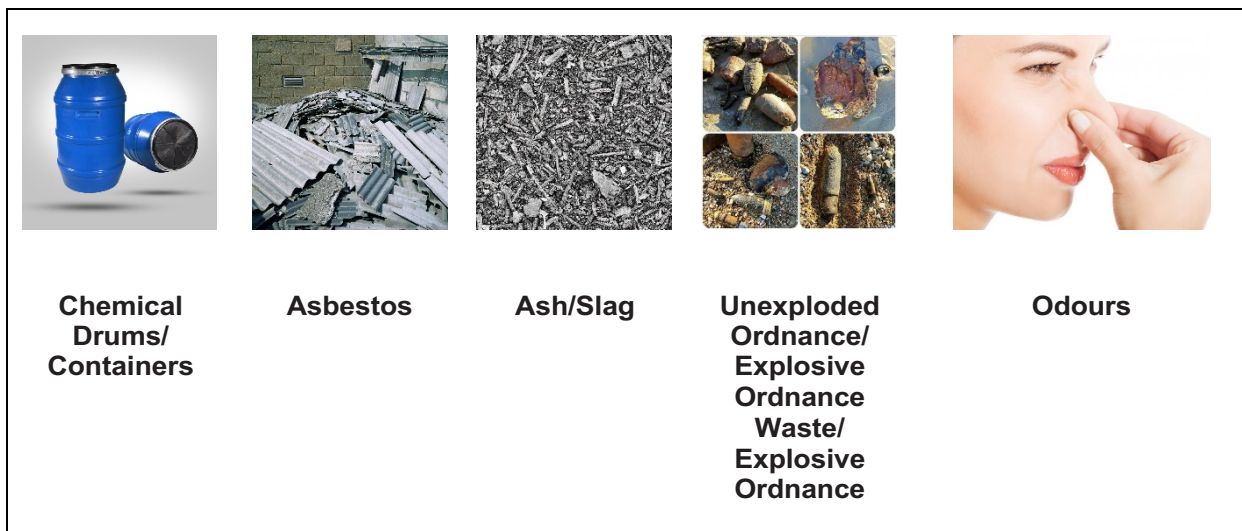 Chemical
Drums/
Containers
Asbestos
Ash/Slag
Unexploded
Ordnance/
Explosive
Ordnance
Waste/
Explosive
Ordnance
Odours